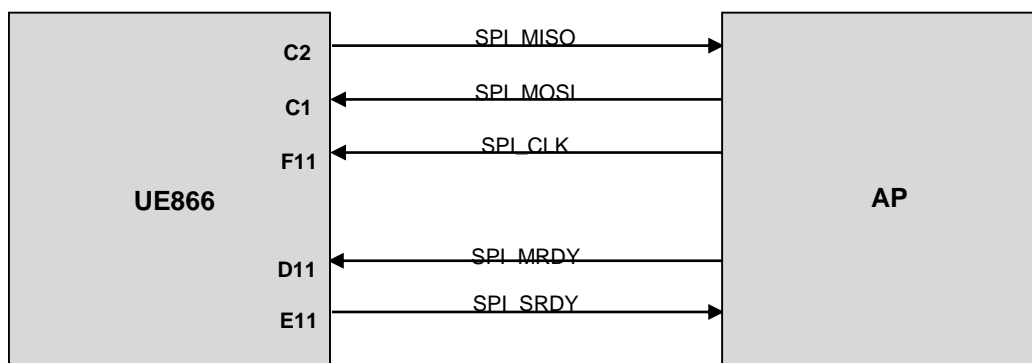 C2 SPI_MISO
C1 SPI_MOSI
F11 SPI_CLK
UE866 AP
D11 SPI_MRDY
E11 SPI_SRDY